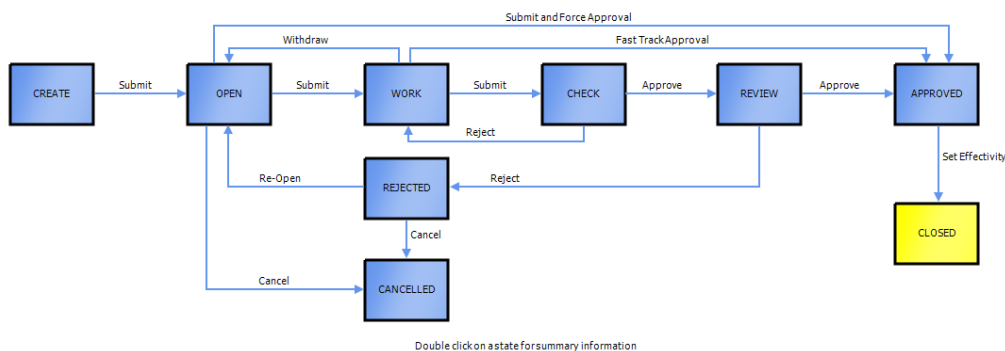 Submit and Force Approval
Withdraw
Fast Track Approval
CREATE
Submit
OPEN
Submit
WORK
Submit
CHECK
Approve
REVIEW
Approve
APPROVED
Reject
Set Effectivity
Re-Open
REJECTED
Reject
Cancel
CLOSED
Cancel
CANCELLED
Double click on a state for summary information